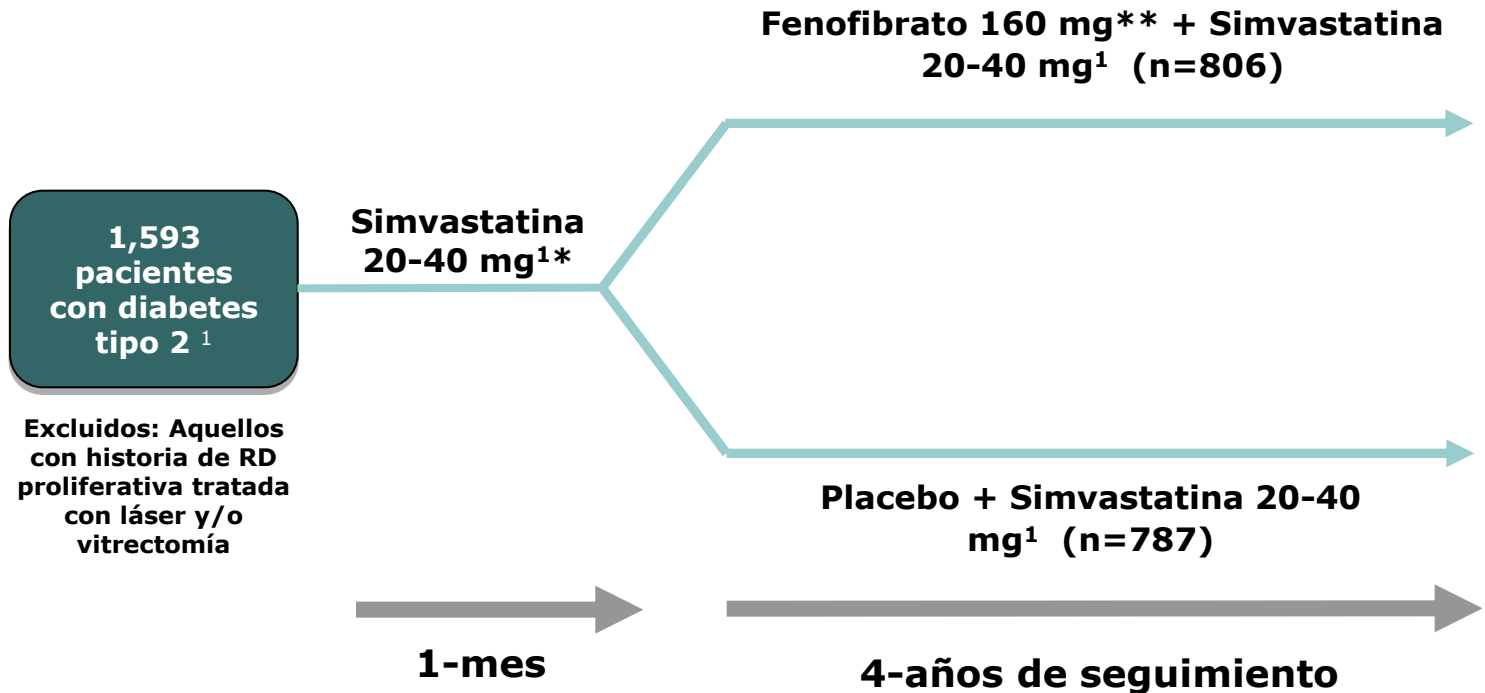 Fenofibrato 160 mg** + Simvastatina
20-40 mg¹ (n=806)
Simvastatina
20-40 mg¹*
1,593
pacientes
con diabetes
tipo 2 ¹
Excluidos: Aquellos
con historia de RD
proliferativa tratada
con láser y/o
vitrectomía
Placebo + Simvastatina 20-40
mg¹ (n=787)
1-mes
4-años de seguimiento